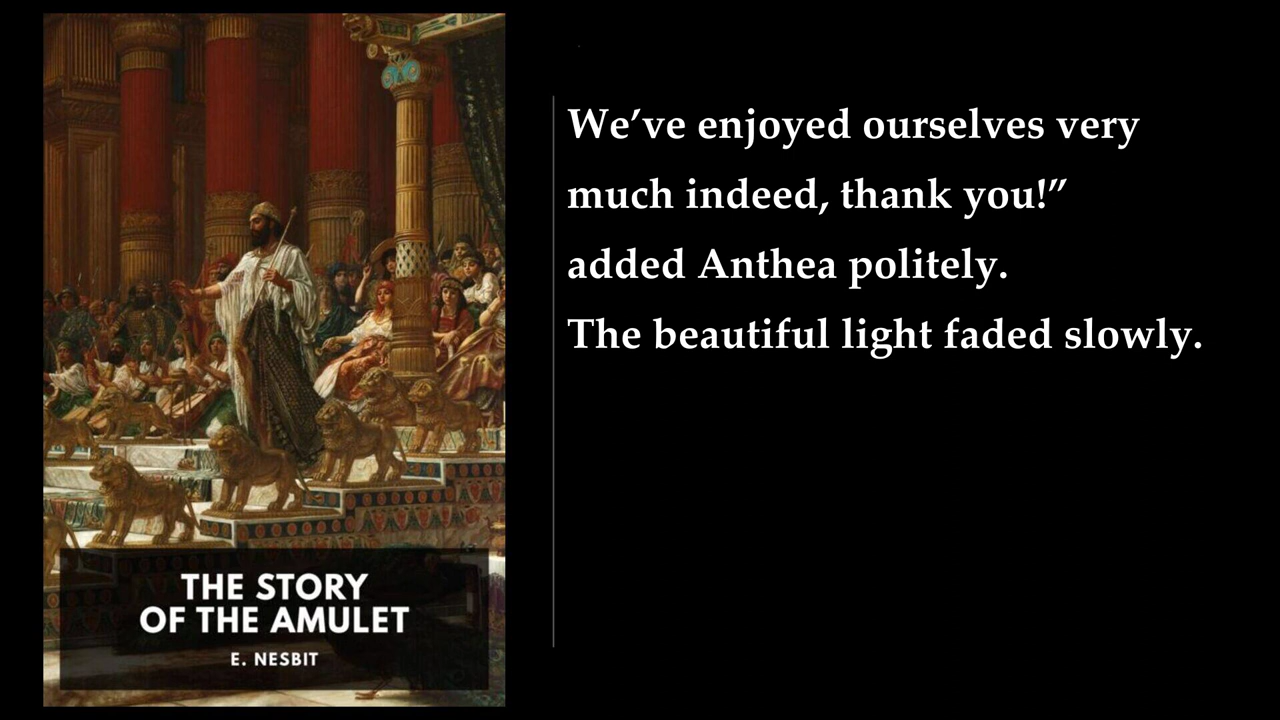 THE STORY
OF THE AMULET
E. NESBIT
We’ve enjoyed ourselves very
much indeed, thank you!”
added Anthea politely.
The beautiful light faded slowly.